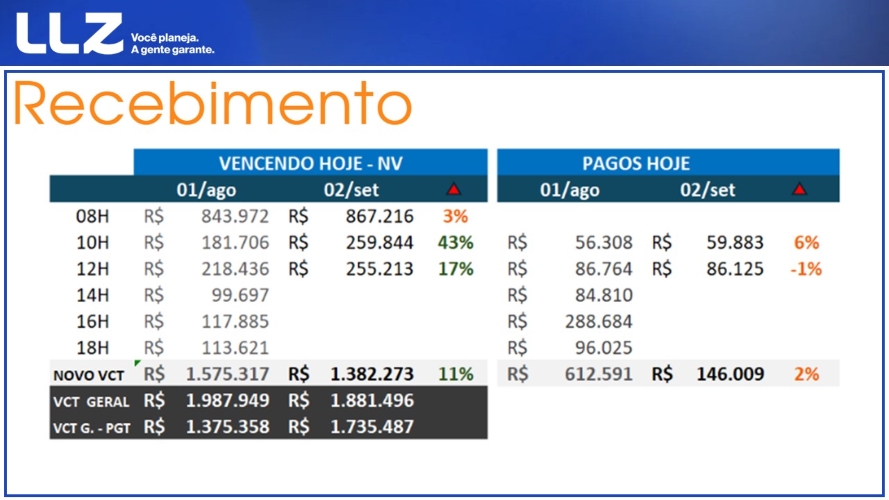 LLZ
Você planeja.
A gente garante.
Recebimento
VENCENDO HOJE - NV PAGOS HOJE
01/ago 02/set 01/ago 02/set
08H R$ 843.972 R$ 867.216 3%
10H R$ 181.706 R$ 259.844 43% R$ 56.308 R$ 59.883 6%
12H R$ 218.436 R$ 255.213 17% R$ 86.764 R$ 86.125 -1%
14H R$ 99.697 R$ 84.810
16H R$ 117.885 R$ 288.684
18H R$ 113.621 R$ 96.025
NOVO VCT R$ 1.575.317 R$ 1.382.273 11% R$ 612.591 R$ 146.009 2%
VCT GERAL R$ 1.987.949 R$ 1.881.496
VCT G. - PGT R$ 1.375.358 R$ 1.735.487